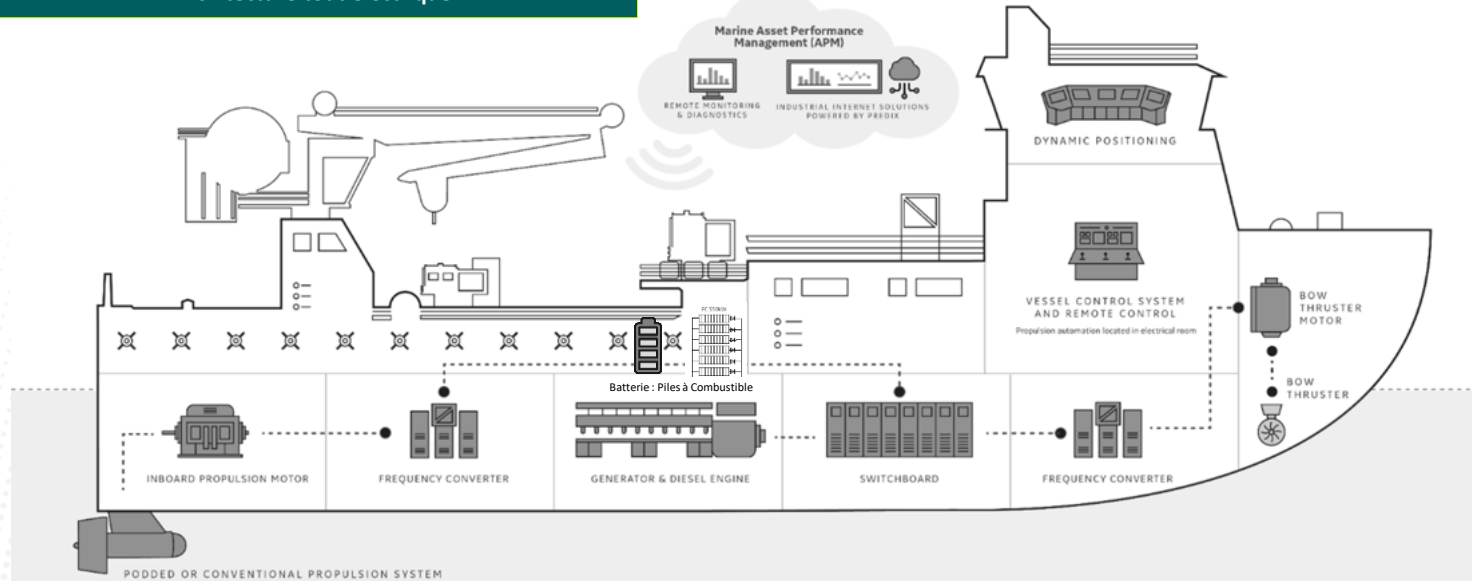 Marine Asset Performance
Management (APM)
REMOTE MONITORING
& DIAGNOSTICS
INDUSTRIAL INTERNET SOLUTIONS
POWERED BY PREDIX
DYNAMIC POSITIONING
VESSEL CONTROL SYSTEM
AND REMOTE CONTROL
Propulsion automation located in electrical room
BOW
THRUSTER
MOTOR
BOW
THRUSTER
Batterie : Piles à Combustible
INBOARD PROPULSION MOTOR
FREQUENCY CONVERTER
GENERATOR & DIESEL ENGINE
SWITCHBOARD
FREQUENCY CONVERTER
PODDED OR CONVENTIONAL PROPULSION SYSTEM